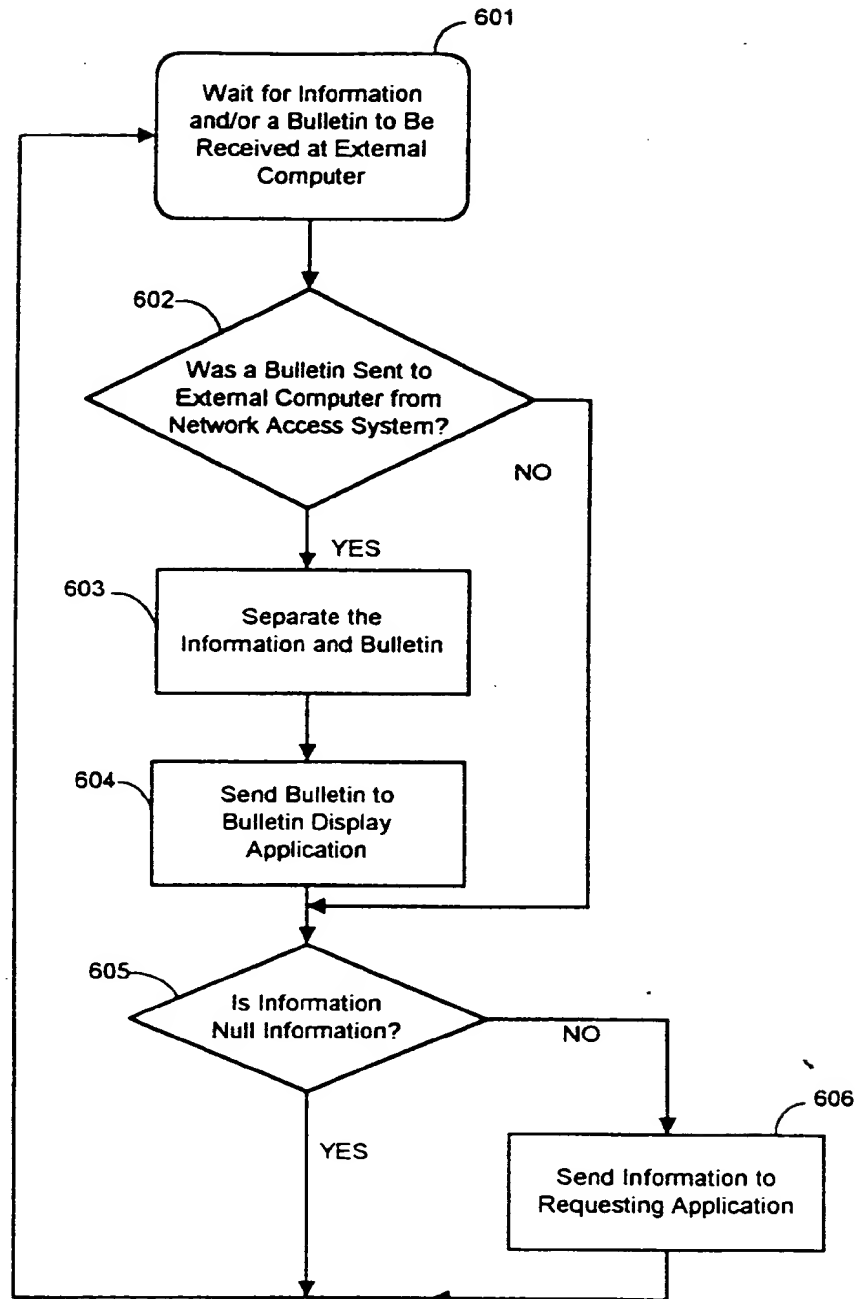 601
Wait for Information
and/or a Bulletin to Be
Received at External
Computer
602
Was a Bulletin Sent to
External Computer from
Network Access System?
NO
YES
603
Separate the
Information and Bulletin
604
Send Bulletin to
Bulletin Display
Application
605
Is Information
Null Information?
NO
606
YES
Send Information to
Requesting Application